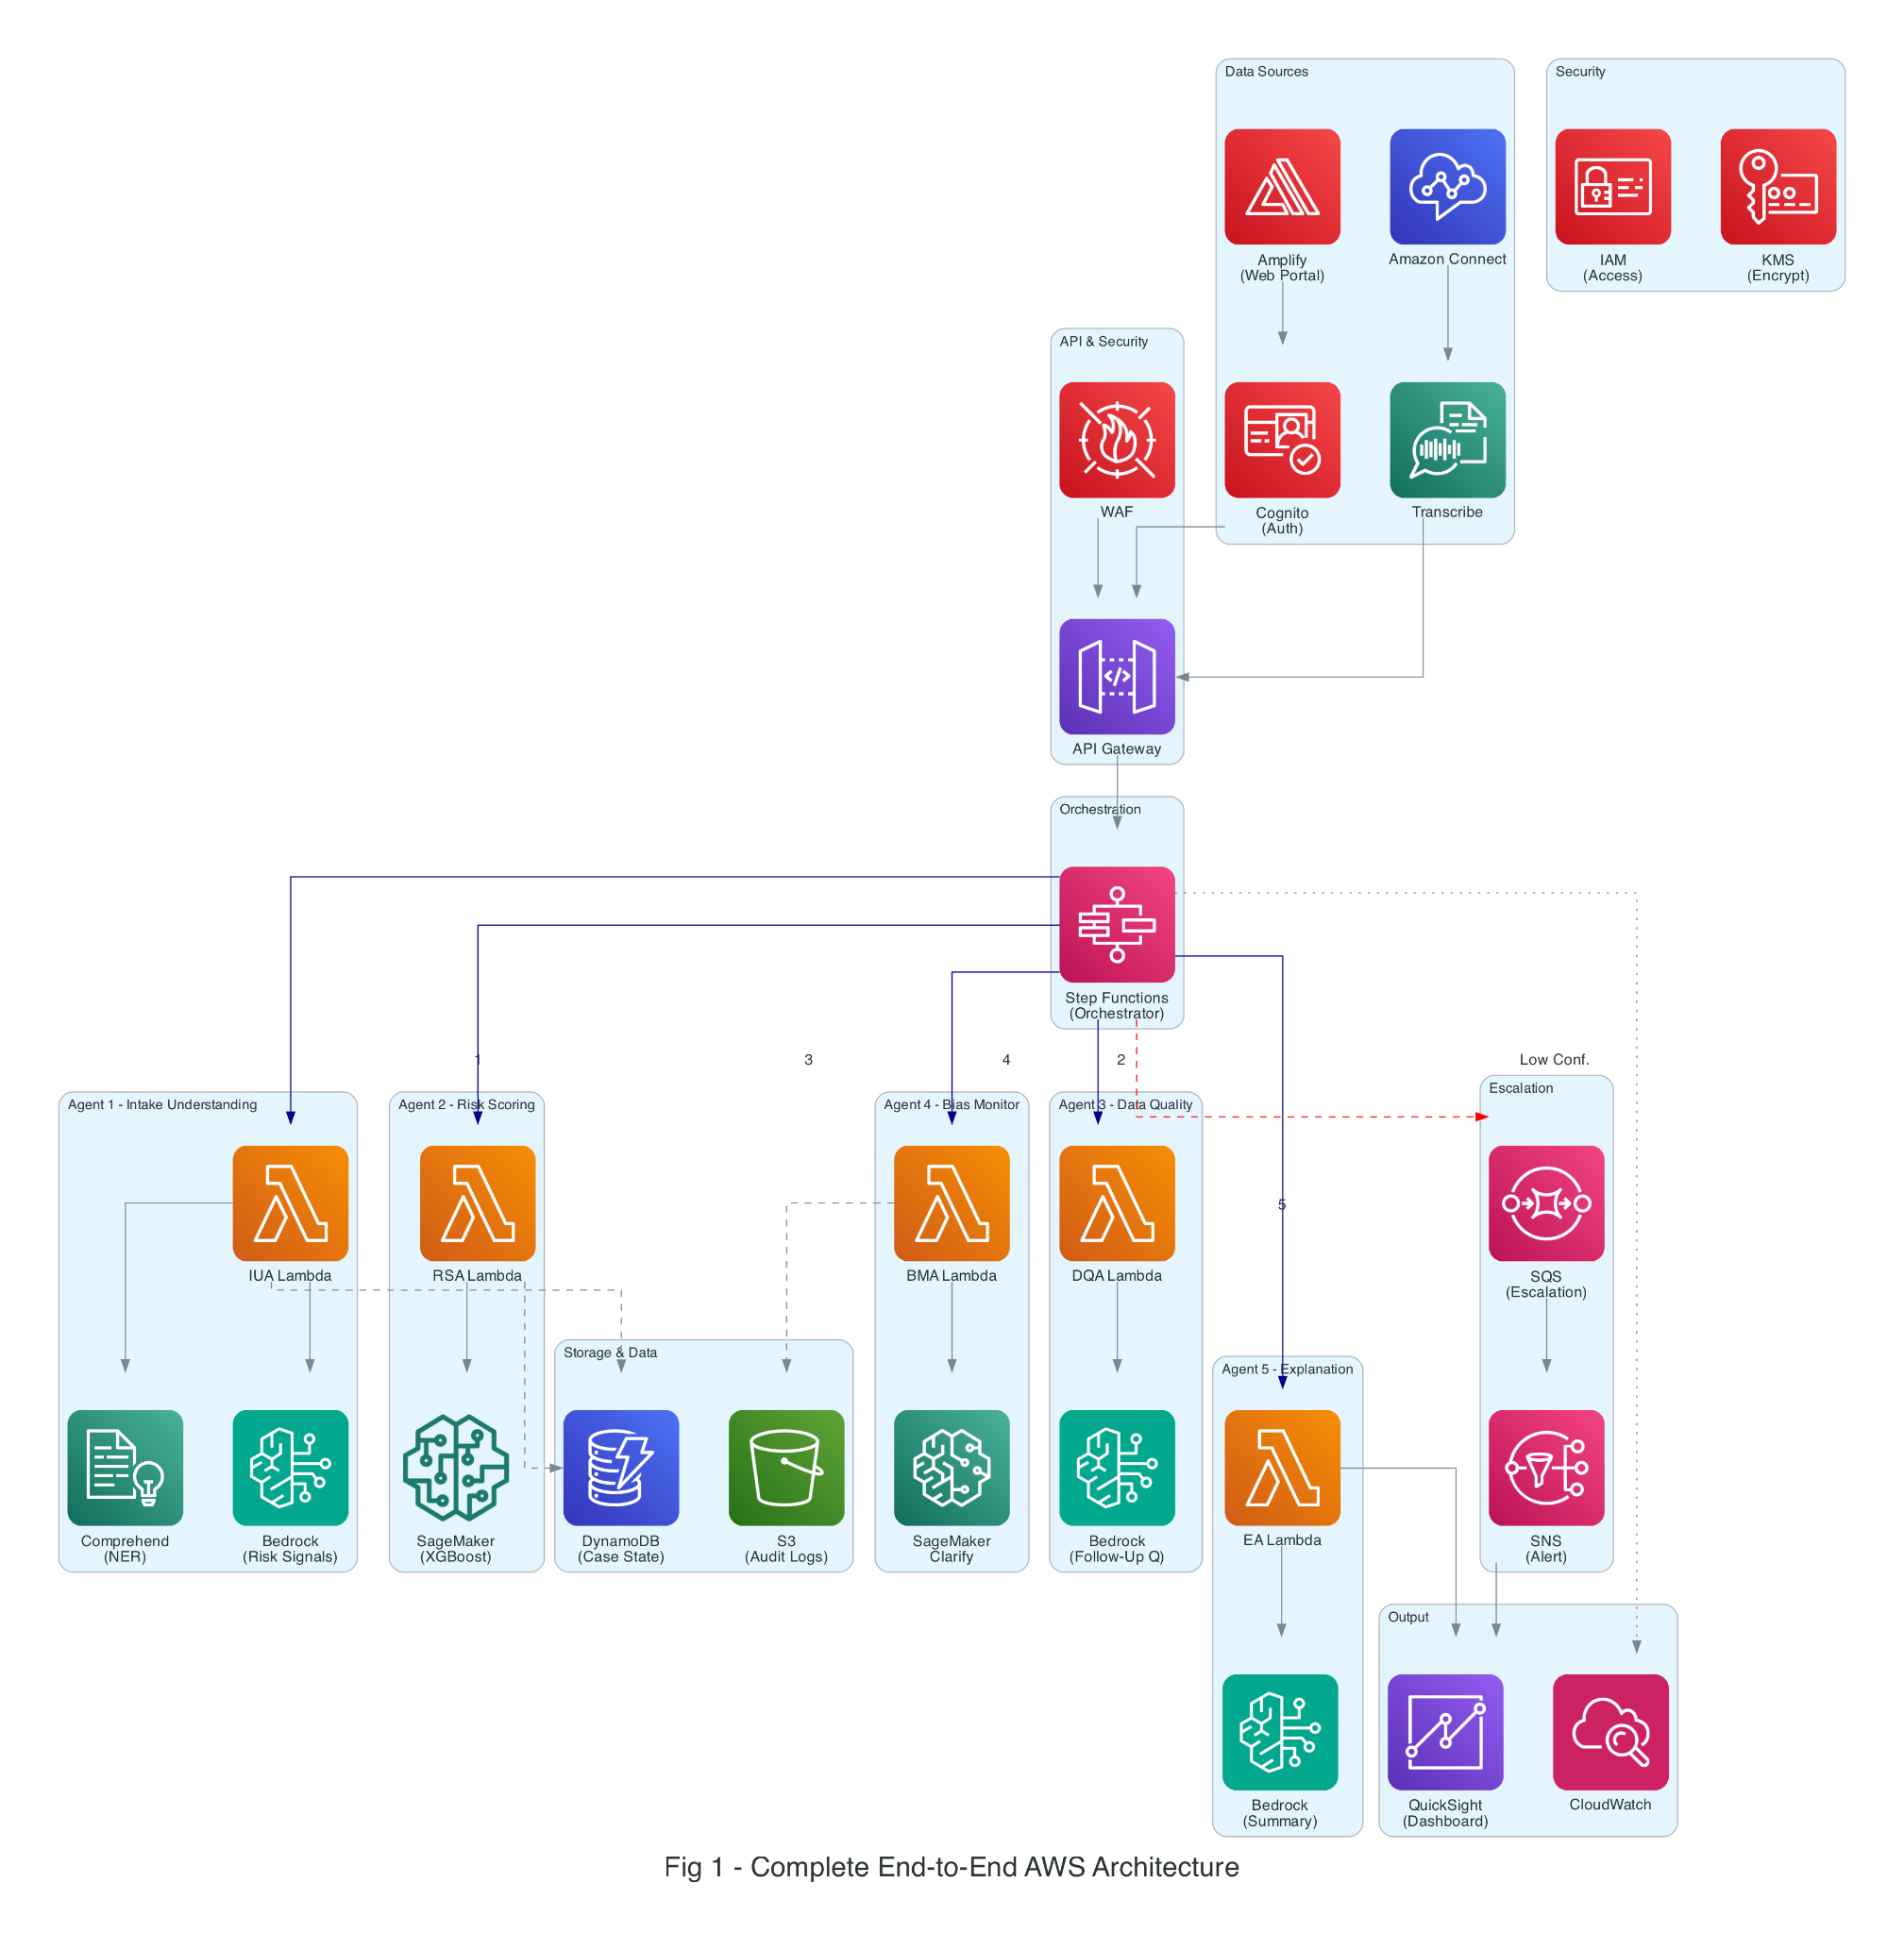 Data Sources
Security
Amplify
(Web Portal)
Amazon Connect
IAM
(Access)
KMS
(Encrypt)
API & Security
WAF
Cognito
(Auth)
Transcribe
API Gateway
Orchestration
Step Functions
(Orchestrator)
1
3
4
2
Low Conf.
Agent 1 - Intake Understanding
Agent 2 - Risk Scoring
Agent 4 - Bias Monitor
Agent 3 - Data Quality
Escalation
5
IUA Lambda
RSA Lambda
BMA Lambda
DQA Lambda
SQS
(Escalation)
Storage & Data
Agent 5 - Explanation
Comprehend
(NER)
Bedrock
(Risk Signals)
SageMaker
(XGBoost)
DynamoDB
(Case State)
S3
(Audit Logs)
SageMaker
Clarify
Bedrock
(Follow-Up Q)
EA Lambda
SNS
(Alert)
Output
Bedrock
(Summary)
QuickSight
(Dashboard)
CloudWatch
Fig 1 - Complete End-to-End AWS Architecture